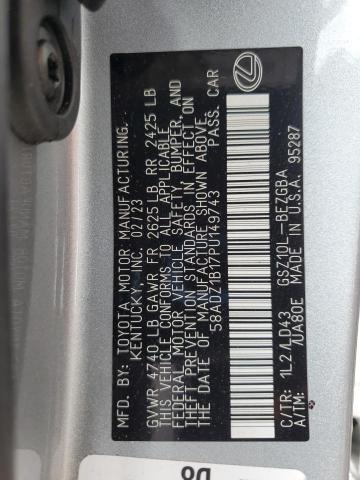 MFD. BY: TOYOTA MOTOR MANUFACTURING,
KENTUCKY, INC. 02/23
GVWR 4740 LB GAWR FR 2625 LB RR 2425 LB
THIS VEHICLE CONFORMS TO ALL APPLICABLE
FEDERAL MOTOR VEHICLE SAFETY, BUMPER, AND
THEFT PREVENTION STANDARDS IN EFFECT ON
THE DATE OF MANUFACTURE SHOWN ABOVE.
58ADZ1B17PU149743 PASS. CAR
C/TR: 1L2 /LD43 GSZ10L-BEZGBA
A/TM: /UA80E MADE IN U.S.A. 95287